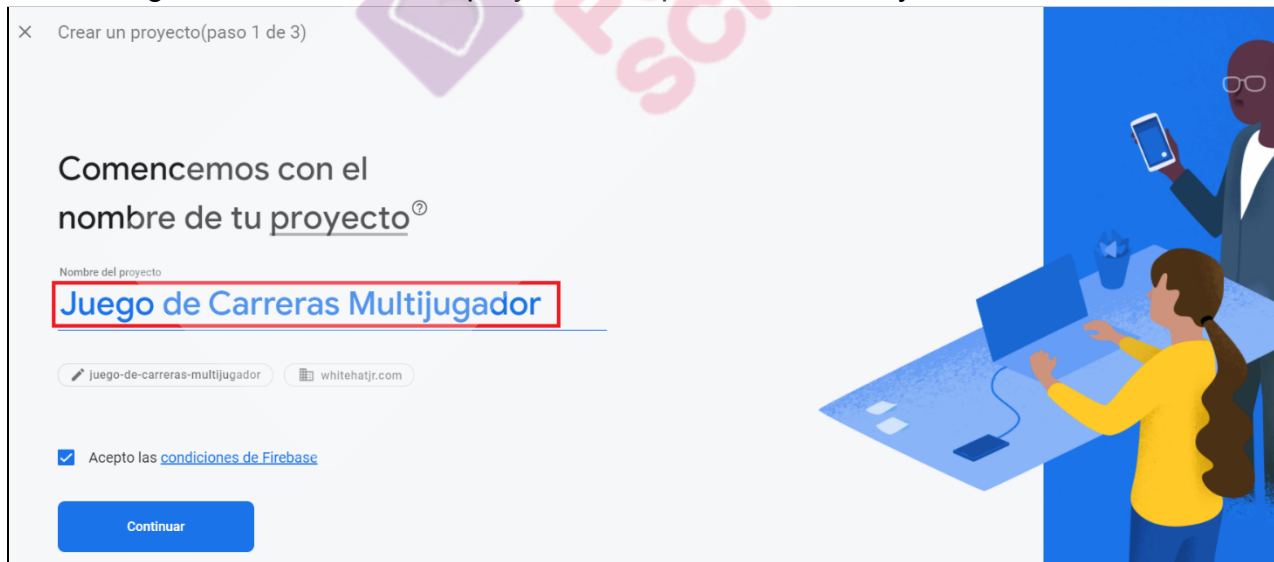 Crear un proyecto(paso 1 de 3)
Comencemos con el
nombre de tu proyecto
Nombre del proyecto
Juego de Carreras Multijugador
juego-de-carreras-multijugador whitehatjr.com
Acepto las condiciones de Firebase
Continuar